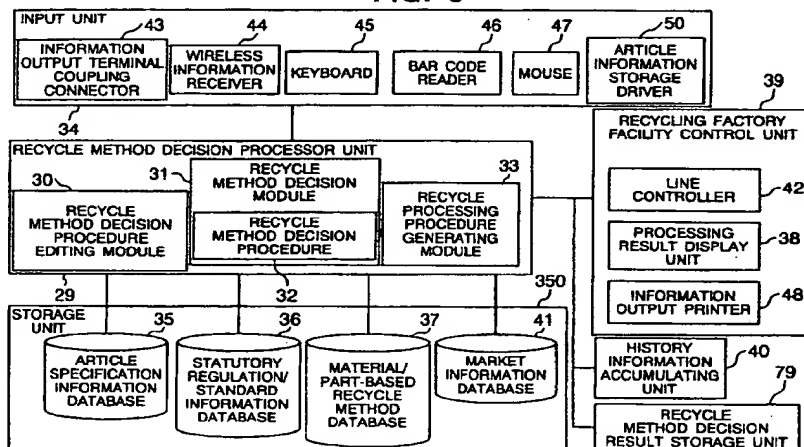 INPUT UNIT
43
44
45
46
47
50
INFORMATION
OUTPUT TERMINAL
COUPLING
CONNECTOR
WIRELESS
INFORMATION
RECEIVER
KEYBOARD
BAR CODE
READER
MOUSE
ARTICLE
INFORMATION
STORAGE
DRIVER
34
39
RECYCLE METHOD DECISION PROCESSOR UNIT
30
31
33
RECYCLE
METHOD DECISION
PROCEDURE
EDITING MODULE
RECYCLE
METHOD DECISION
MODULE
RECYCLE
METHOD DECISION
PROCEDURE
RECYCLE
PROCESSING
PROCEDURE
GENERATING
MODULE
29
32
RECYCLING FACTORY
FACILITY CONTROL UNIT
LINE
CONTROLLER
42
PROCESSING
RESULT DISPLAY
UNIT
38
INFORMATION
OUTPUT PRINTER
48
350
STORAGE
UNIT
35
36
37
41
ARTICLE
SPECIFICATION
INFORMATION
DATABASE
STATUTORY
REGULATION/
STANDARD
INFORMATION
DATABASE
MATERIAL/
PART-BASED
RECYCLE
METHOD DATABASE
MARKET
INFORMATION
DATABASE
HISTORY
INFORMATION
ACCUMULATING
UNIT
40
79
RECYCLE
METHOD DECISION
RESULT STORAGE UNIT